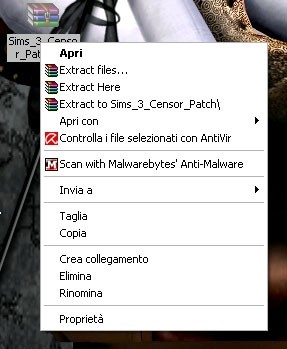 Sims_3_Censo
r_Pat
Apri
Extract files...
Extract Here
Extract to Sims_3_Censor_Patch\
Apri con
Controlla i file selezionati con AntiVir
Scan with Malwarebytes' Anti-Malware
Invia a
Taglia
Copia
Crea collegamento
Elimina
Rinomina
Proprietà